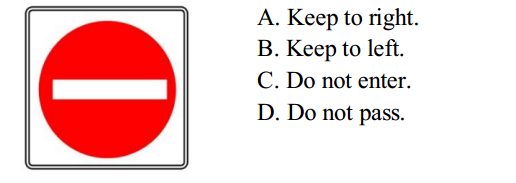 A. Keep to right.
B. Keep to left.
C. Do not enter.
D. Do not pass.